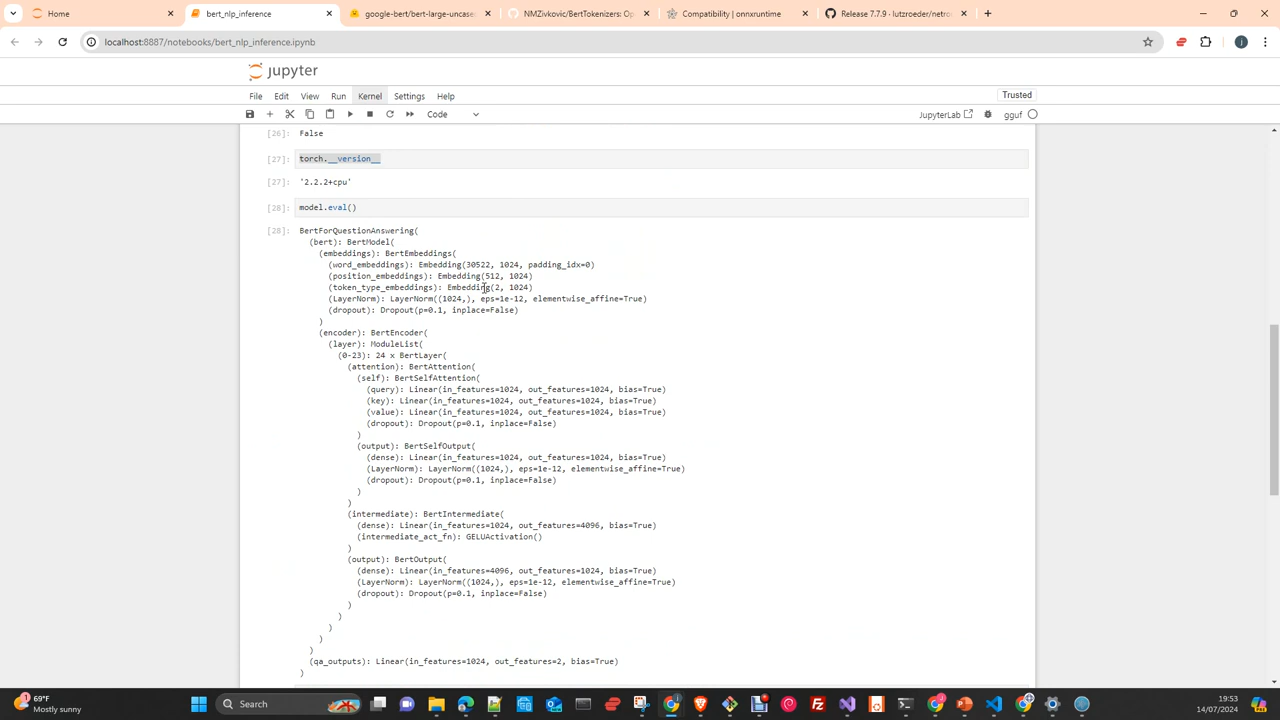 Home
bert_nlp_inference
google-bert/bert-large-uncase
NMZivkovic/BertTokenizers: Op
Compatibility | onnxruntime
Release 7.7.9 · lutzroeder/netro
localhost:8887/notebooks/bert_nlp_inference.ipynb
jupyter
File Edit View Run Kernel Settings Help
Trusted
Code
JupyterLab
gguf
[26]: False
[27]: torch.__version__
[27]: '2.2.2+cpu'
[28]: model.eval()
[28]: BertForQuestionAnswering(
(bert): BertModel(
(embeddings): BertEmbeddings(
(word_embeddings): Embedding(30522, 1024, padding_idx=0)
(position_embeddings): Embedding(512, 1024)
(token_type_embeddings): Embedding(2, 1024)
(LayerNorm): LayerNorm((1024,), eps=1e-12, elementwise_affine=True)
(dropout): Dropout(p=0.1, inplace=False)
)
(encoder): BertEncoder(
(layer): ModuleList(
(0-23): 24 x BertLayer(
(attention): BertAttention(
(self): BertSelfAttention(
(query): Linear(in_features=1024, out_features=1024, bias=True)
(key): Linear(in_features=1024, out_features=1024, bias=True)
(value): Linear(in_features=1024, out_features=1024, bias=True)
(dropout): Dropout(p=0.1, inplace=False)
)
(output): BertSelfOutput(
(dense): Linear(in_features=1024, out_features=1024, bias=True)
(LayerNorm): LayerNorm((1024,), eps=1e-12, elementwise_affine=True)
(dropout): Dropout(p=0.1, inplace=False)
)
)
(intermediate): BertIntermediate(
(dense): Linear(in_features=1024, out_features=4096, bias=True)
(intermediate_act_fn): GELUActivation()
)
(output): BertOutput(
(dense): Linear(in_features=4096, out_features=1024, bias=True)
(LayerNorm): LayerNorm((1024,), eps=1e-12, elementwise_affine=True)
(dropout): Dropout(p=0.1, inplace=False)
)
)
)
)
)
(qa_outputs): Linear(in_features=1024, out_features=2, bias=True)
)
69°F
Mostly sunny
Search
19:53
14/07/2024